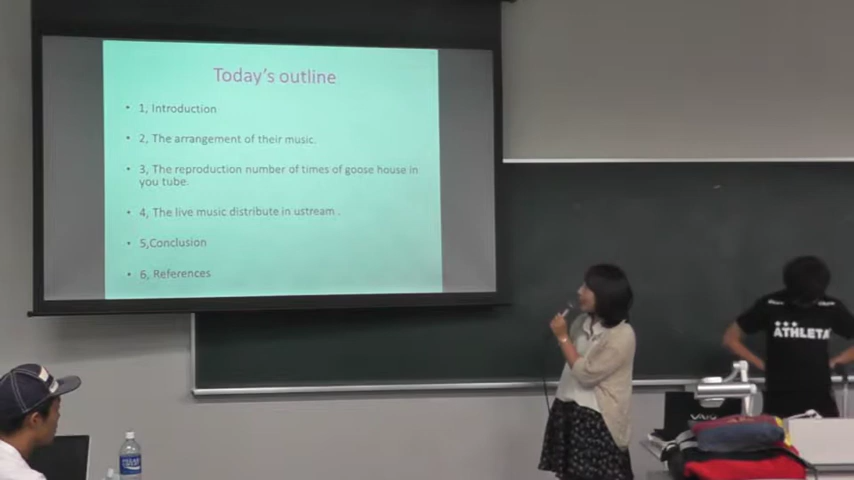 Today's outline
• 1, Introduction
• 2, The arrangement of their music.
• 3, The reproduction number of times of goose house in
you tube.
• 4, The live music distribute in ustream .
• 5,Conclusion
• 6, References
ATHLETA
VAIO